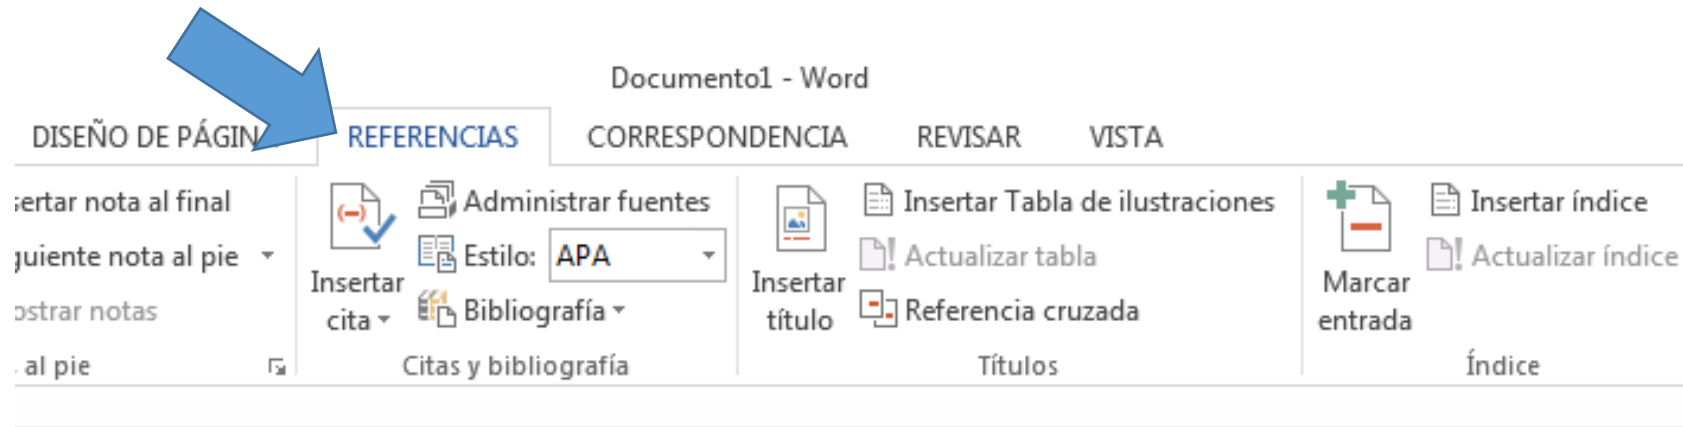 Documento1 - Word
DISEÑO DE PÁGIN REFERENCIAS CORRESPONDENCIA REVISAR VISTA
sertar nota al final
guiente nota al pie
ostrar notas
al pie
Insertar cita
Administrar fuentes
Estilo: APA
Bibliografía
Citas y bibliografía
Insertar título
Insertar Tabla de ilustraciones
Actualizar tabla
Referencia cruzada
Títulos
Marcar entrada
Insertar índice
Actualizar índice
Índice